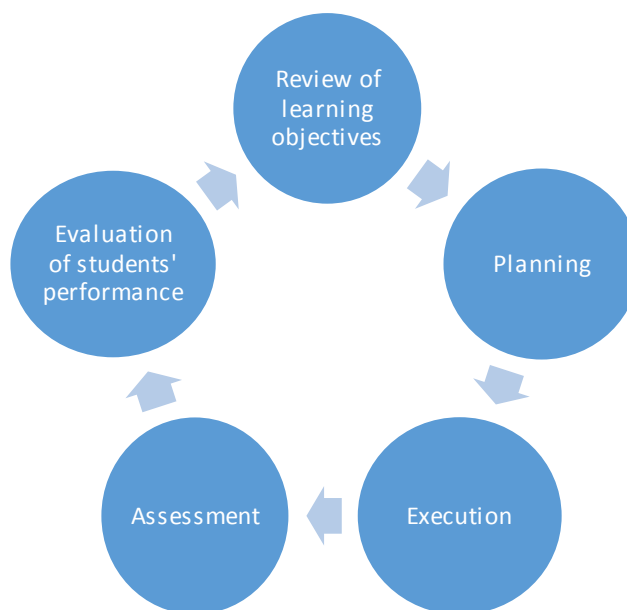 Review of
learning
objectives
Planning
Execution
Assessment
Evaluation
of students'
performance